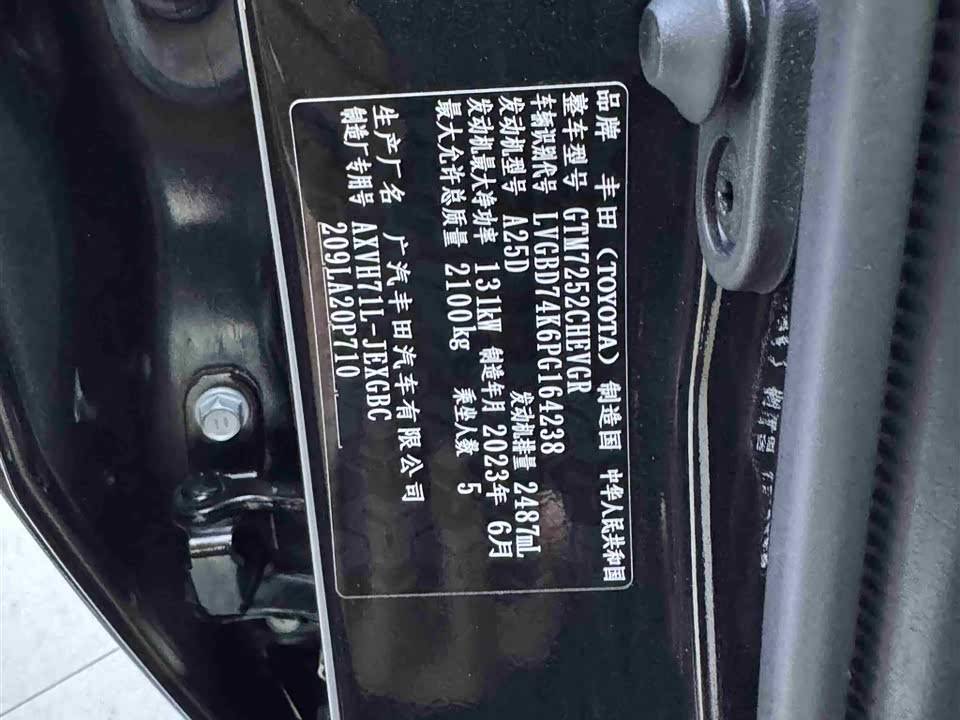 品牌 丰田(TOYOTA) 制造国 中华人民共和国
整车型号 GTM7252CHEVGR
车辆识别代号 LVGBD74K6PG164238
发动机型号 A25D 发动机排量 2487mL
发动机最大净功率 131kW 制造年月 2023年 6月
最大允许总质量 2100kg 乘坐人数 5
生产厂名 广汽丰田汽车有限公司
制造厂专用号 AXVH71L-JEXGBC
209LA20P710